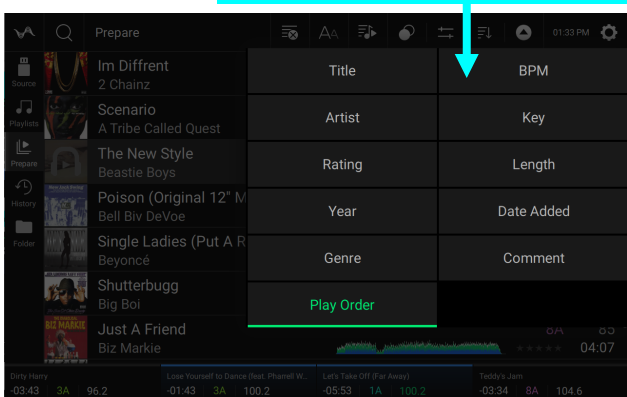 Prepare
AA
01:33 PM
Source
Im Diffrent
2 Chainz
Title
BPM
Playlists
Scenario
A Tribe Called Quest
Artist
Key
Prepare
The New Style
Beastie Boys
Rating
Length
History
Poison (Original 12" M
Bell Biv DeVoe
Year
Date Added
Folder
Single Ladies (Put A R
Beyoncé
Genre
Comment
Shutterbugg
Big Boi
Play Order
BIZ MARKIE
Just A Friend
Biz Markie
8A 85
04:07
Dirty Harry
-03:43 3A 96.2
Lose Yourself to Dance (feat. Pharrell W...
-01:43 3A 100.2
Let's Take Off (Far Away)
-05:53 1A 100.2
Teddy's Jam
-03:34 8A 104.6